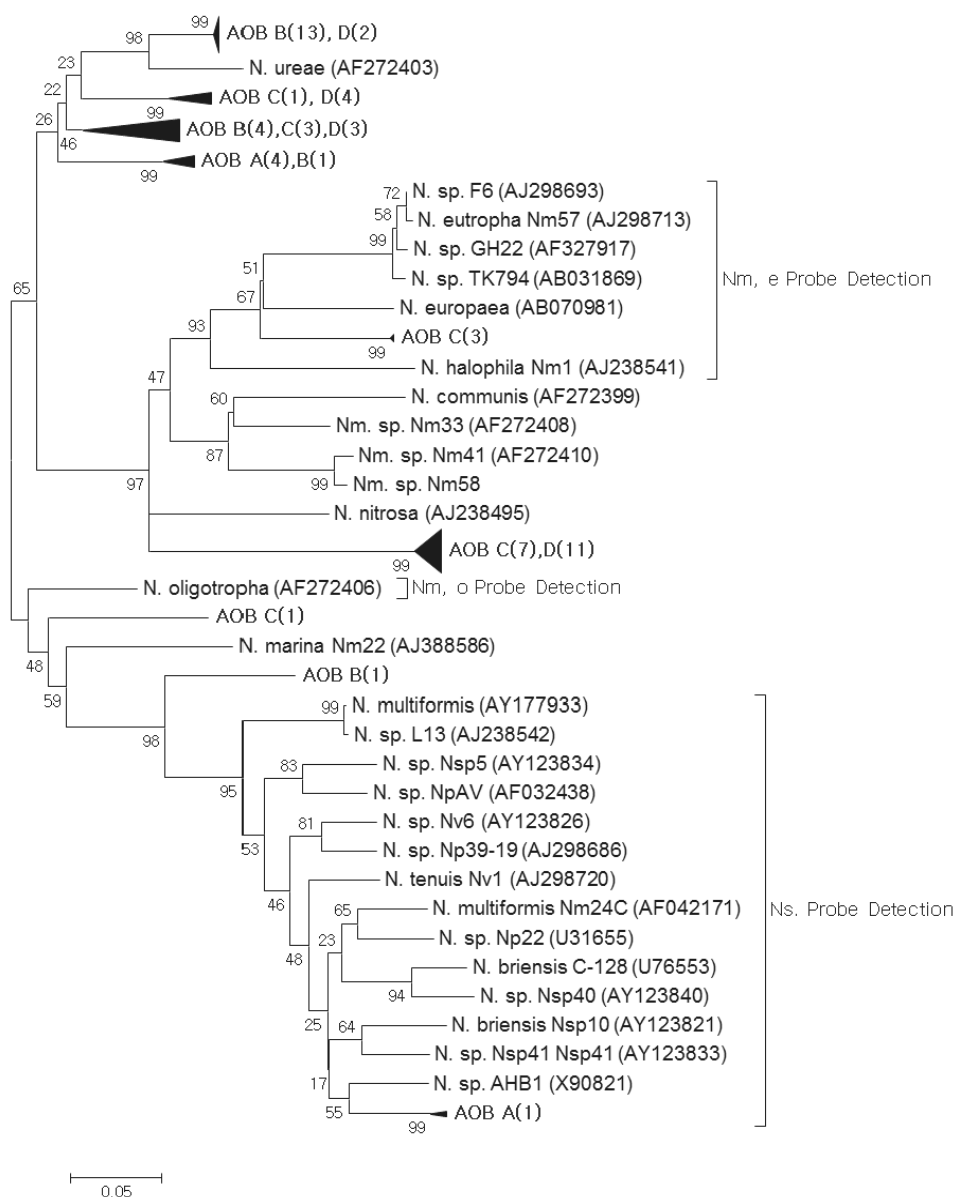 99
AOB B(13), D(2)
98
23
N. ureae (AF272403)
22
AOB C(1), D(4)
99
26
AOB B(4),C(3),D(3)
46
AOB A(4),B(1)
99
72
N. sp. F6 (AJ298693)
58
N. eutropha Nm57 (AJ298713)
99
N. sp. GH22 (AF327917)
51
N. sp. TK794 (AB031869)
Nm, e Probe Detection
65
67
N. europaea (AB070981)
93
AOB C(3)
99
N. halophila Nm1 (AJ238541)
47
60
N. communis (AF272399)
Nm. sp. Nm33 (AF272408)
87
Nm. sp. Nm41 (AF272410)
97
99
Nm. sp. Nm58
N. nitrosa (AJ238495)
AOB C(7),D(11)
99
N. oligotropha (AF272406)
Nm, o Probe Detection
AOB C(1)
N. marina Nm22 (AJ388586)
48
AOB B(1)
59
99
N. multiformis (AY177933)
98
N. sp. L13 (AJ238542)
83
N. sp. Nsp5 (AY123834)
95
N. sp. NpAV (AF032438)
81
N. sp. Nv6 (AY123826)
53
N. sp. Np39-19 (AJ298686)
N. tenuis Nv1 (AJ298720)
46
65
N. multiformis Nm24C (AF042171)
Ns. Probe Detection
23
N. sp. Np22 (U31655)
48
N. briensis C-128 (U76553)
94
N. sp. Nsp40 (AY123840)
25
64
N. briensis Nsp10 (AY123821)
N. sp. Nsp41 Nsp41 (AY123833)
17
N. sp. AHB1 (X90821)
55
AOB A(1)
99
0.05